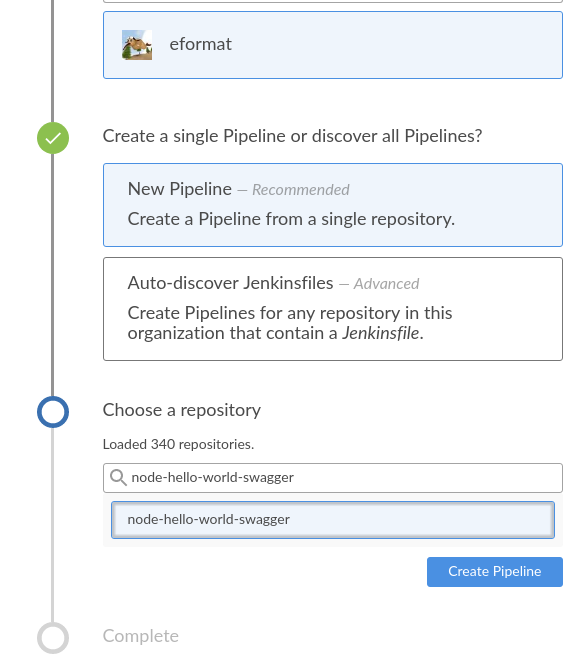 eformat
Create a single Pipeline or discover all Pipelines?
New Pipeline — Recommended
Create a Pipeline from a single repository.
Auto-discover Jenkinsfiles — Advanced
Create Pipelines for any repository in this
organization that contain a Jenkinsfile.
Choose a repository
Loaded 340 repositories.
node-hello-world-swagger
node-hello-world-swagger
Create Pipeline
Complete